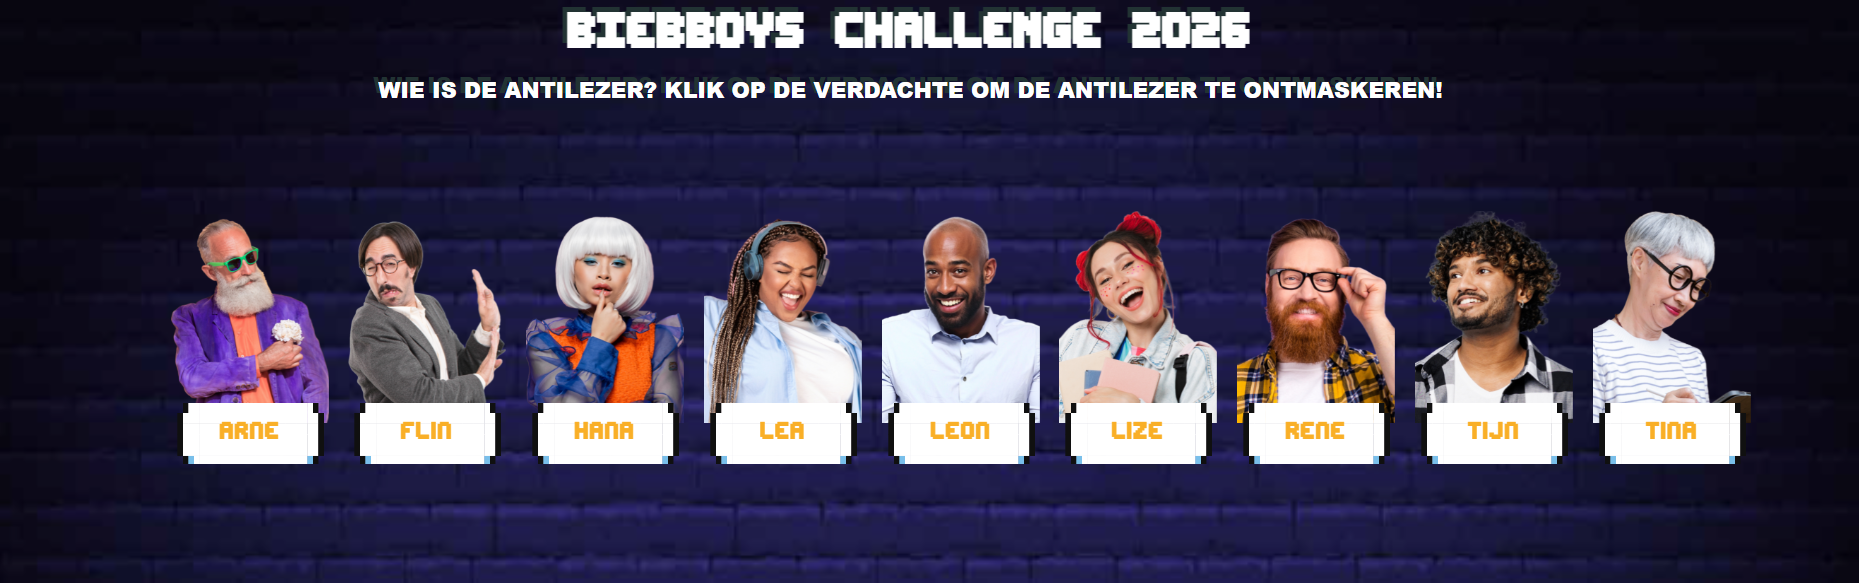 BIEBBOYS CHALLENGE 2026
WIE IS DE ANTILEZER? KLIK OP DE VERDACHTE OM DE ANTILEZER TE ONTMASKEREN!
ARNE FLIN HANA LEA LEON LIZE RENE TIJN TINA